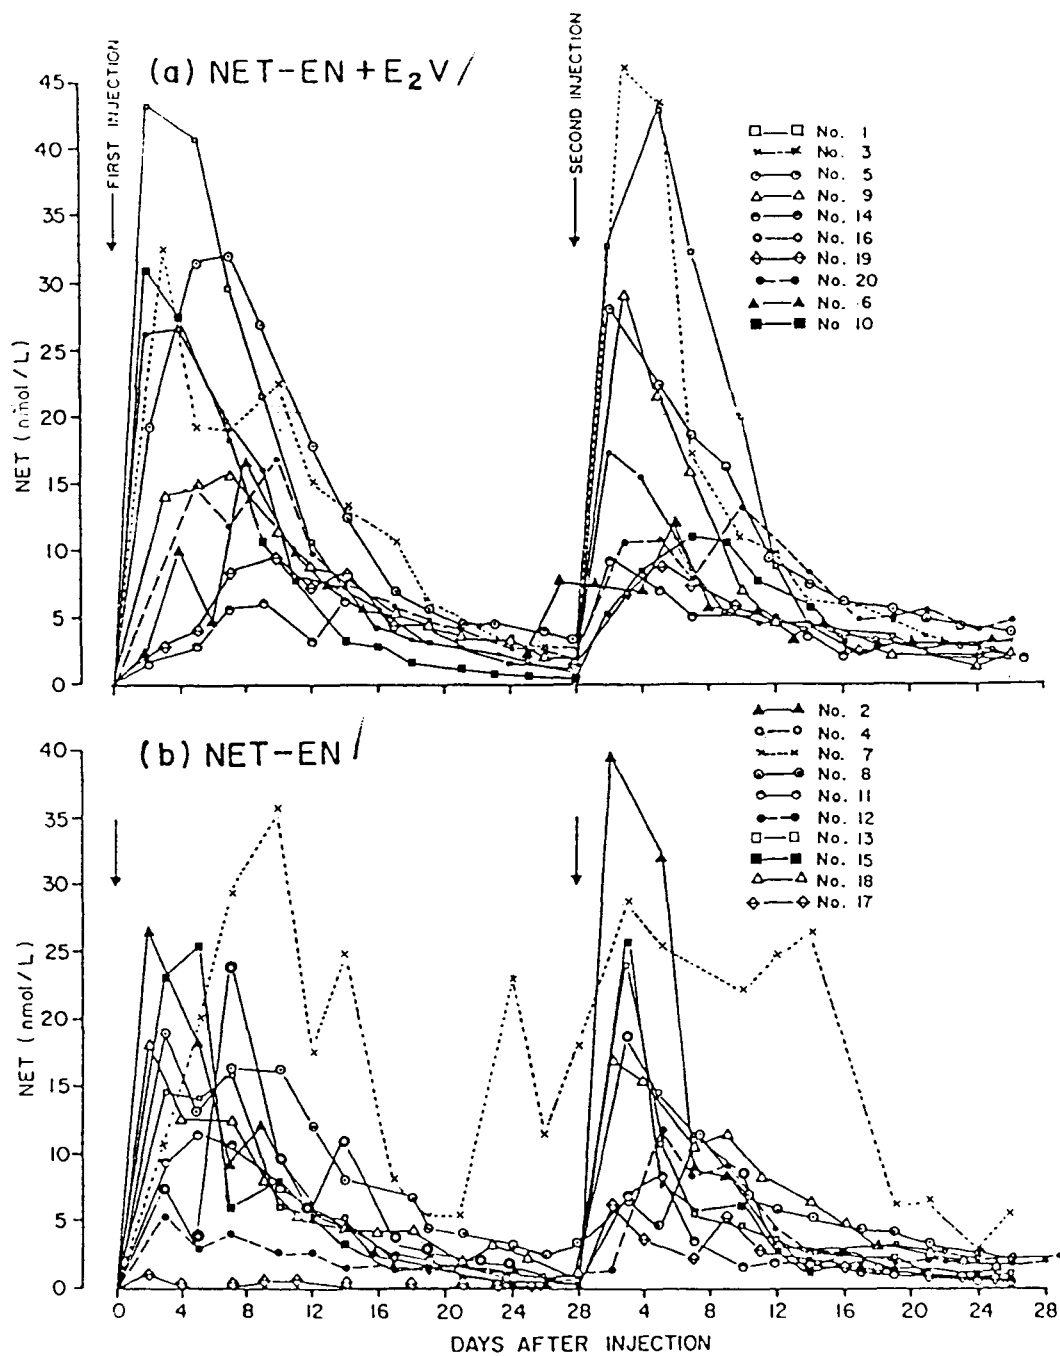 (a) NET-EN + E₂V
FIRST INJECTION
SECOND INJECTION
NET (nmol/L)
45
40
35
30
25
20
15
10
5
0
No. 1
No. 3
No. 5
No. 9
No. 14
No. 16
No. 19
No. 20
No. 6
No 10
(b) NET-EN
NET (nmol/L)
40
35
30
25
20
15
10
5
0
No. 2
No. 4
No. 7
No. 8
No. 11
No. 12
No. 13
No. 15
No. 18
No. 17
0 4 8 12 16 20 24 28 4 8 12 16 20 24 28
DAYS AFTER INJECTION